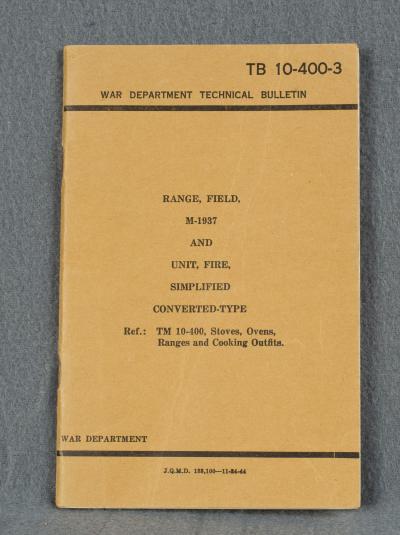 TB 10-400-3
WAR DEPARTMENT TECHNICAL BULLETIN
RANGE, FIELD,
M-1937
AND
UNIT, FIRE,
SIMPLIFIED
CONVERTED-TYPE
Ref.: TM 10-400, Stoves, Ovens,
Ranges and Cooking Outfits.
WAR DEPARTMENT
J.Q.M.D.